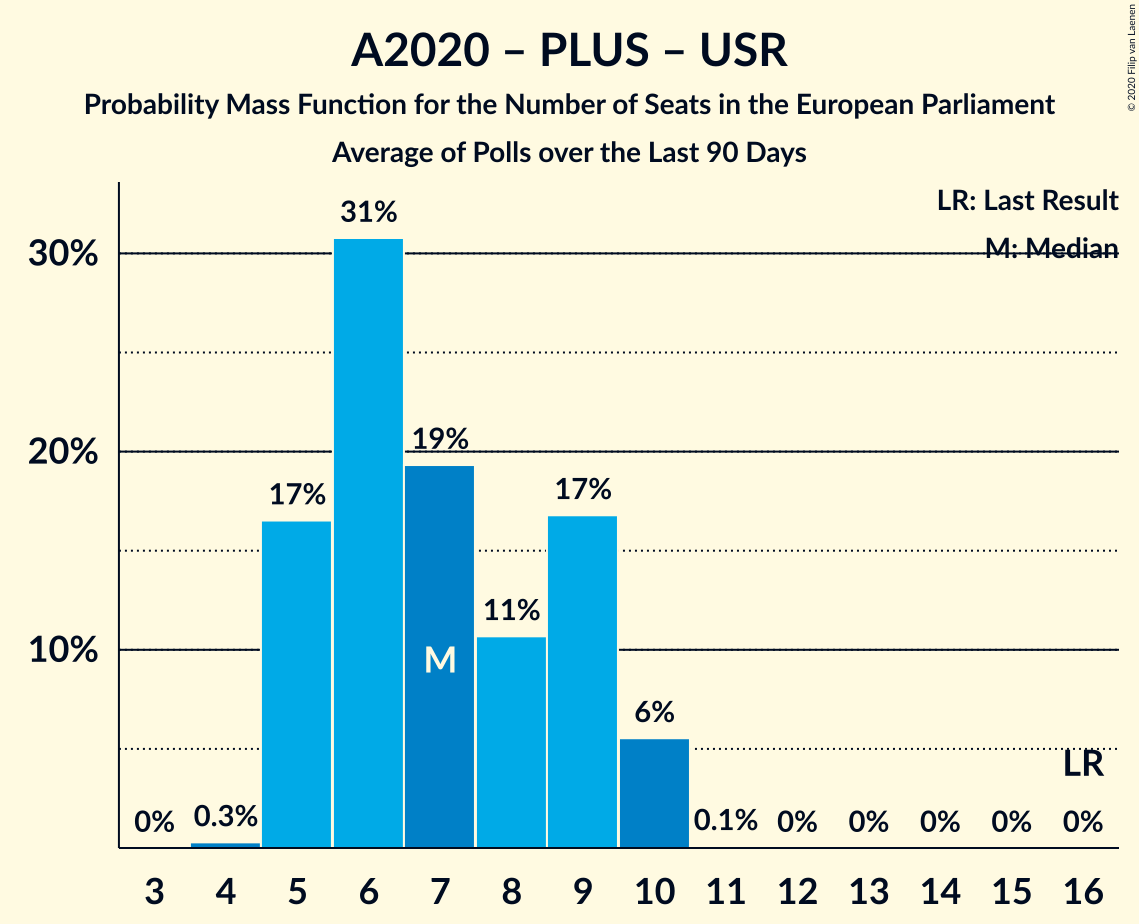 A2020 – PLUS – USR
Probability Mass Function for the Number of Seats in the European Parliament
Average of Polls over the Last 90 Days
© 2020 Filip van Laenen
LR: Last Result
M: Median
30%
20%
10%
0%
0.3%
17%
31%
19%
11%
17%
6%
0.1%
0%
0%
0%
0%
0%
M
LR
3 4 5 6 7 8 9 10 11 12 13 14 15 16